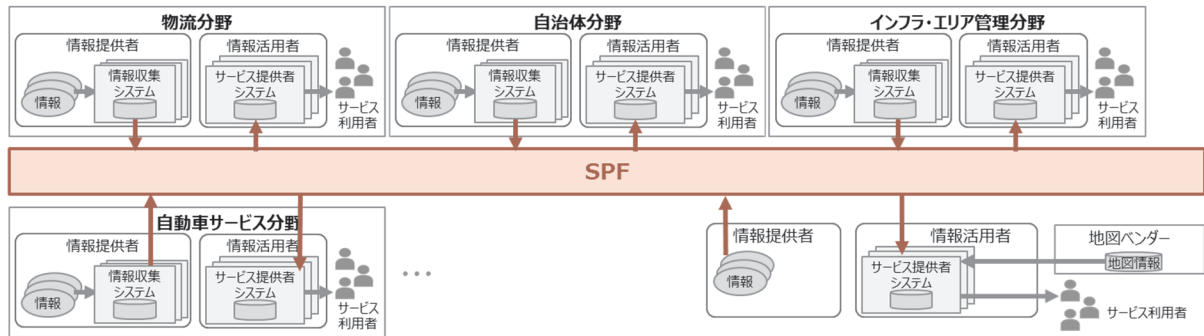 物流分野
情報提供者
情報
情報収集
システム
情報活用者
サービス提供者
システム
サービス
利用者
自治体分野
情報提供者
情報
情報収集
システム
情報活用者
サービス提供者
システム
サービス
利用者
インフラ・エリア管理分野
情報提供者
情報
情報収集
システム
情報活用者
サービス提供者
システム
サービス
利用者
SPF
自動車サービス分野
情報提供者
情報
情報収集
システム
情報活用者
サービス提供者
システム
サービス
利用者
…
情報提供者
情報
情報活用者
サービス提供者
システム
地図ベンダー
地図情報
サービス利用者